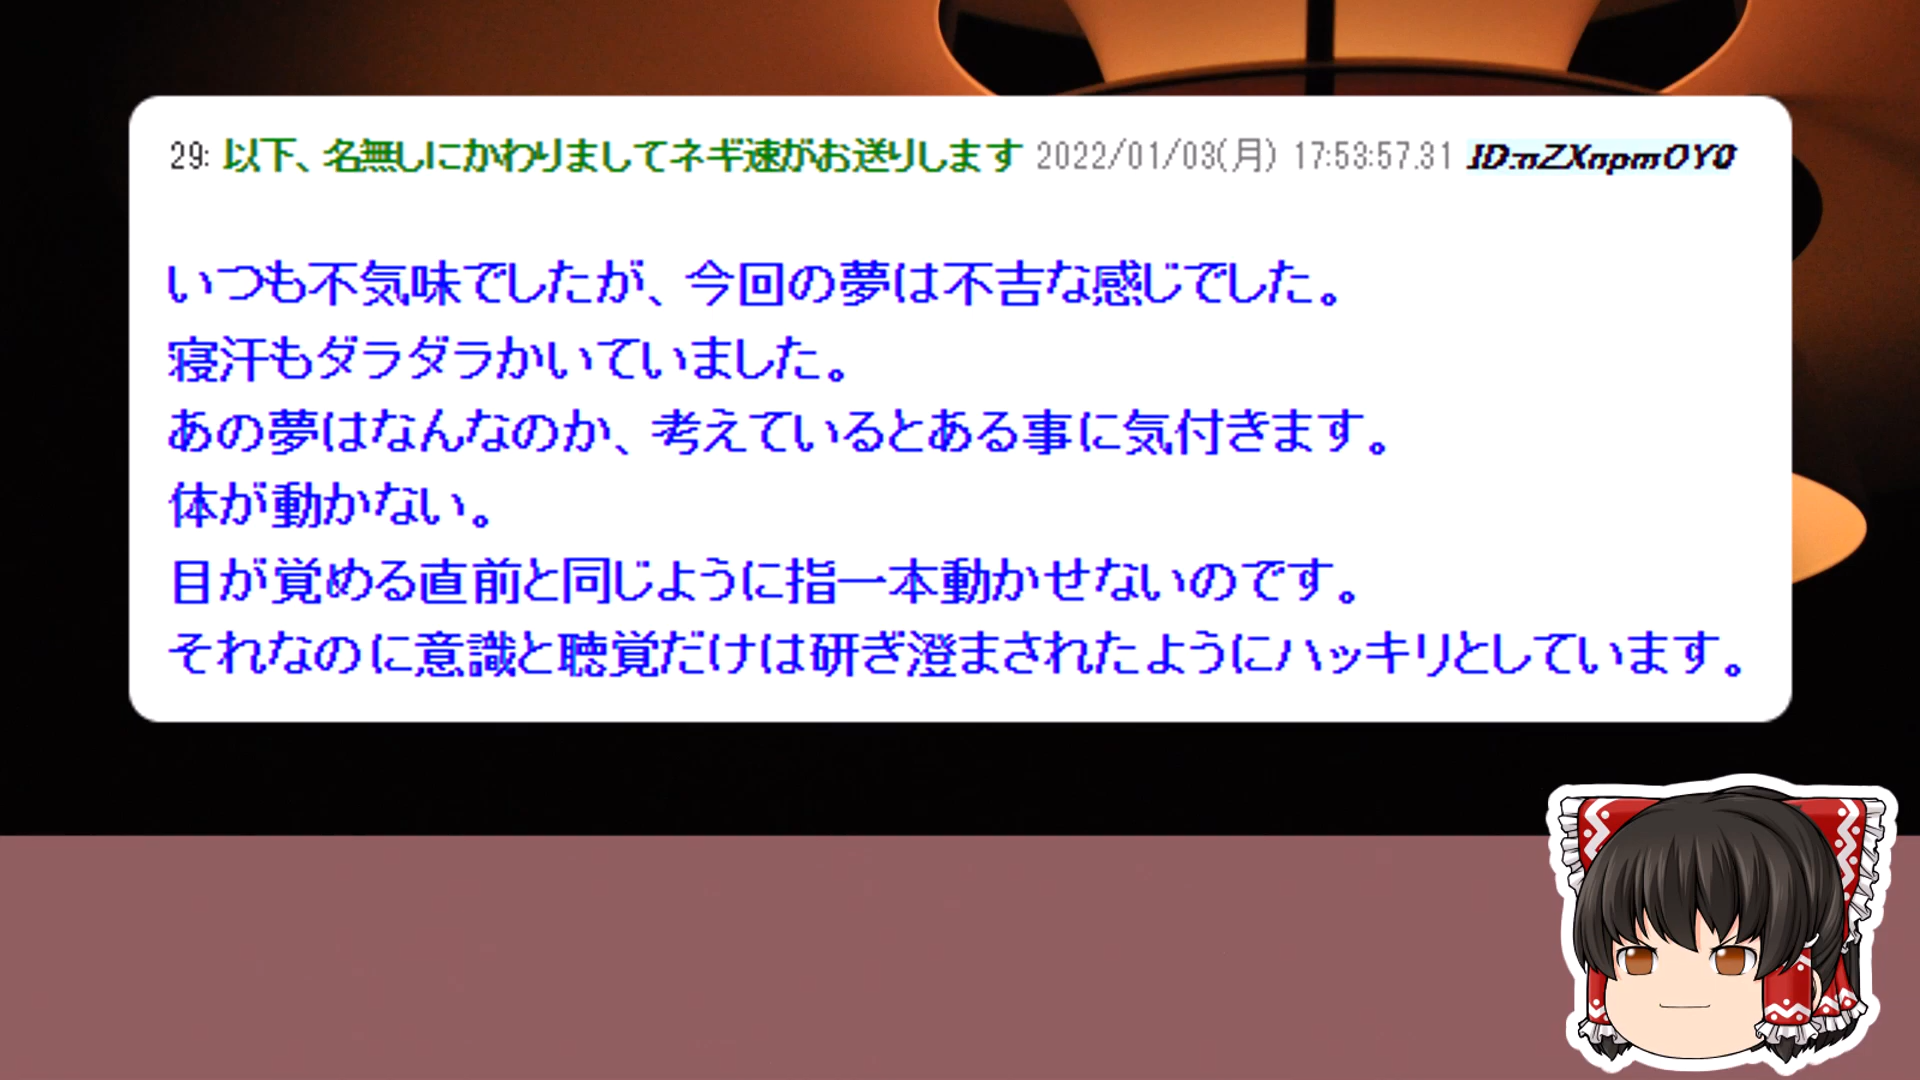 29: 以下、名無しにかわりましてネギ速がお送りします 2022/01/03(月) 17:53:57.31 ID:nZXnpmOY0
いつも不気味でしたが、今回の夢は不吉な感じでした。
寝汗もダラダラかいていました。
あの夢はなんなのか、考えているとある事に気付きます。
体が動かない。
目が覚める直前と同じように指一本動かせないのです。
それなのに意識と聴覚だけは研ぎ澄まされたようにハッキリとしています。